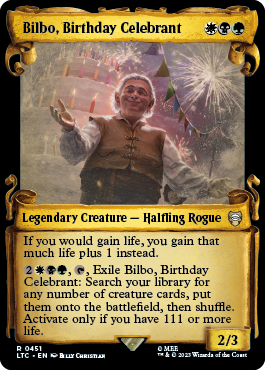 Bilbo, Birthday Celebrant
Legendary Creature — Halfling Rogue
If you would gain life, you gain that
much life plus 1 instead.
2, , Exile Bilbo, Birthday
Celebrant: Search your library for
any number of creature cards, put
them onto the battlefield, then shuffle.
Activate only if you have 111 or more
life.
2/3
R 0451
LTC • EN Billy Christian
© MEE
™ & © 2023 Wizards of the Coast